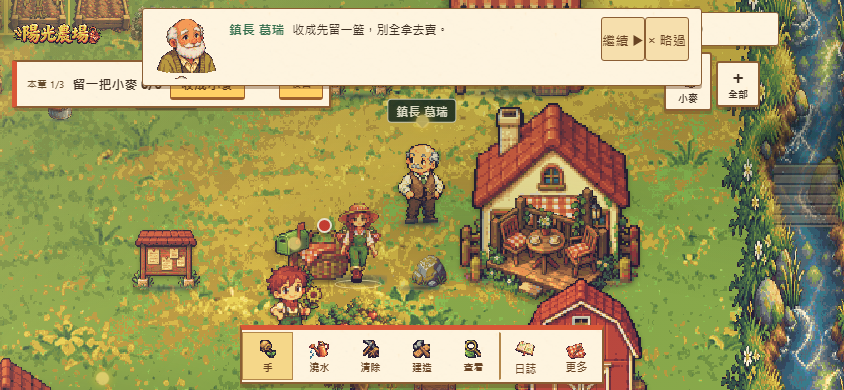 陽光農場
鎮長 葛瑞 收成先留一籃，別全拿去賣。
繼續 ▶
× 略過
本章 1/3 留一把小麥
小麥
+
全部
鎮長 葛瑞
手
澆水
清除
建造
查看
日誌
更多